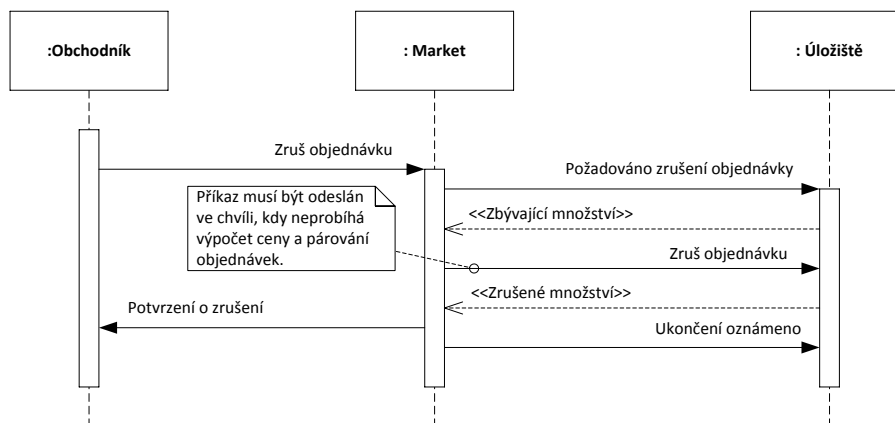 :Obchodník
: Market
: Úložiště
Zruš objednávku
Požadováno zrušení objednávky
Příkaz musí být odeslán
ve chvíli, kdy neprobíhá
výpočet ceny a párování
objednávek.
<<Zbývající množství>>
Zruš objednávku
<<Zrušené množství>>
Potvrzení o zrušení
Ukončení oznámeno